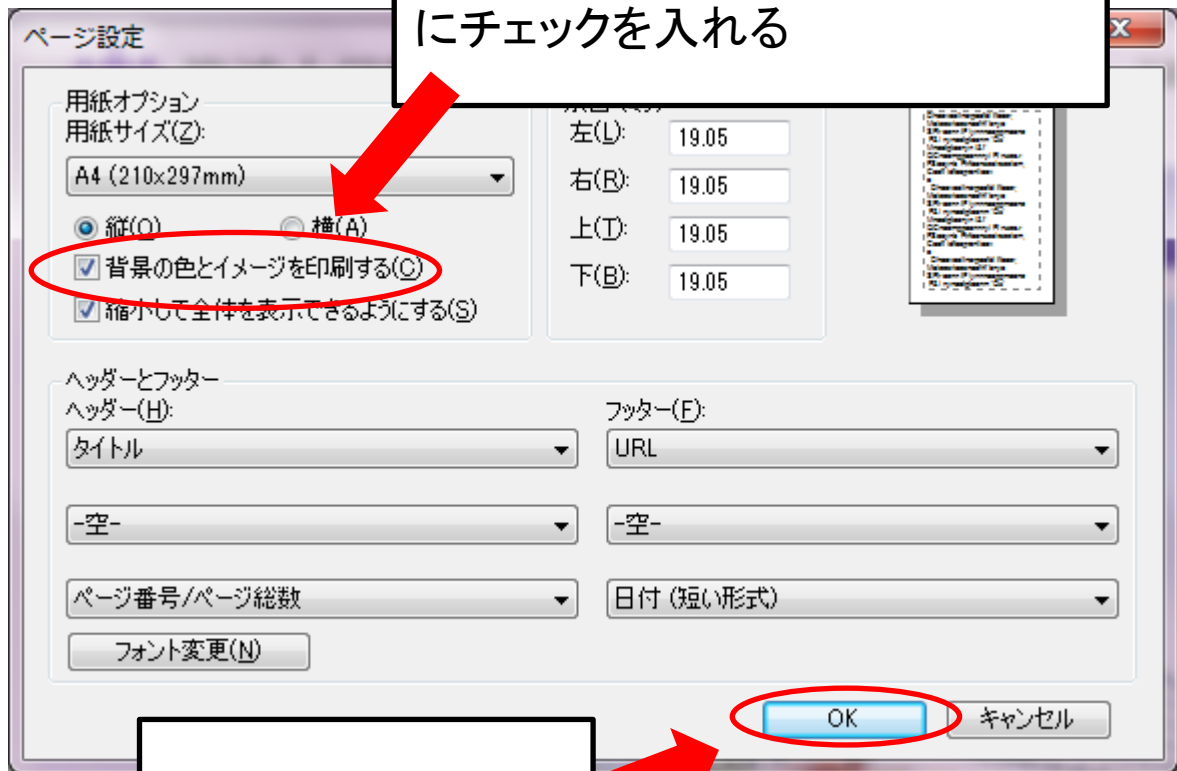 にチェックを入れる
ページ設定
用紙オプション
用紙サイズ(Z):
A4 (210x297mm)
縦(O) 横(A)
背景の色とイメージを印刷する(C)
縮小して全体を表示できるようにする(S)
左(L): 19.05
右(R): 19.05
上(T): 19.05
下(B): 19.05
ヘッダーとフッター
ヘッダー(H):
タイトル
-空-
ページ番号/ページ総数
フォント変更(N)
フッター(F):
URL
-空-
日付 (短い形式)
OK キャンセル